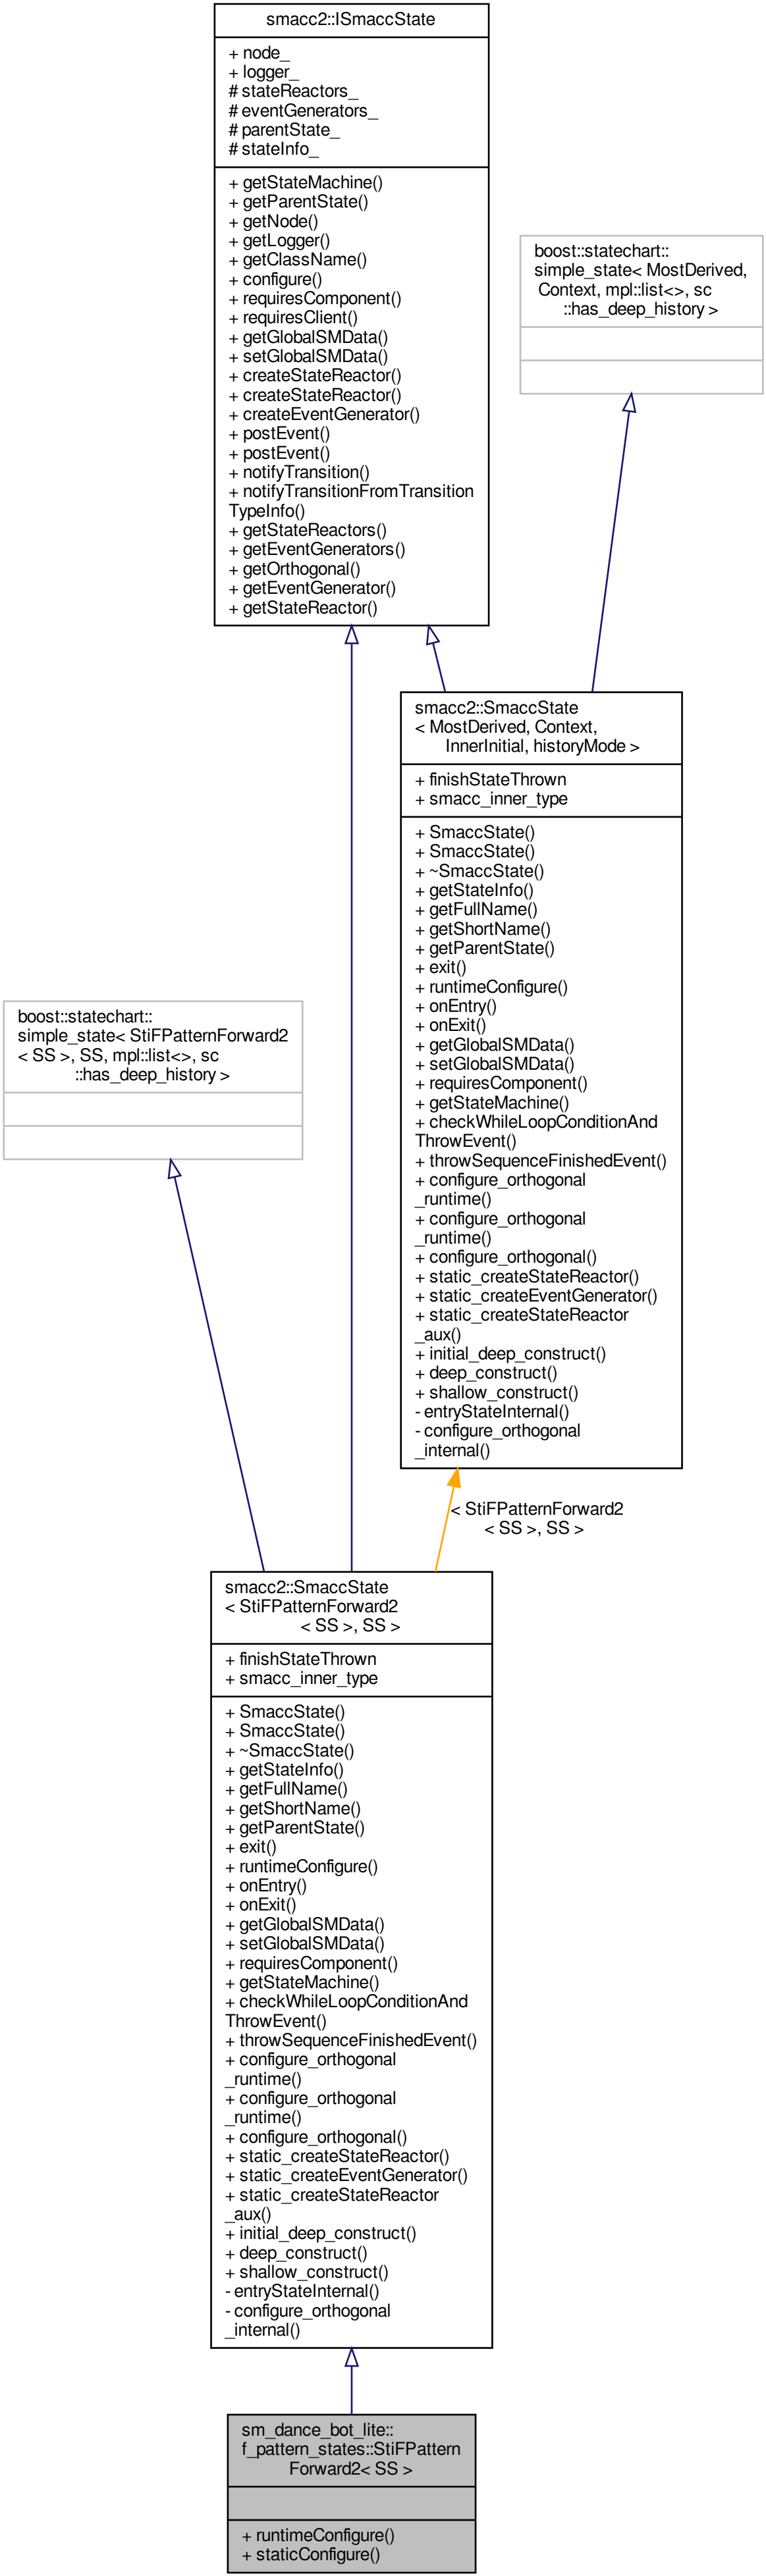 smacc2::ISmaccState
+ node_
+ logger_
# stateReactors_
# eventGenerators_
# parentState_
# stateInfo_
+ getStateMachine()
+ getParentState()
+ getNode()
+ getLogger()
+ getClassName()
+ configure()
+ requiresComponent()
+ requiresClient()
+ getGlobalSMData()
+ setGlobalSMData()
+ createStateReactor()
+ createStateReactor()
+ createEventGenerator()
+ postEvent()
+ postEvent()
+ notifyTransition()
+ notifyTransitionFromTransition
TypeInfo()
+ getStateReactors()
+ getEventGenerators()
+ getOrthogonal()
+ getEventGenerator()
+ getStateReactor()
boost::statechart::
simple_state< MostDerived,
Context, mpl::list<>, sc
::has_deep_history >
smacc2::SmaccState
< MostDerived, Context,
InnerInitial, historyMode >
+ finishStateThrown
+ smacc_inner_type
+ SmaccState()
+ SmaccState()
+ ~SmaccState()
+ getStateInfo()
+ getFullName()
+ getShortName()
+ getParentState()
+ exit()
+ runtimeConfigure()
+ onEntry()
+ onExit()
+ getGlobalSMData()
+ setGlobalSMData()
+ requiresComponent()
+ getStateMachine()
+ checkWhileLoopConditionAnd
ThrowEvent()
+ throwSequenceFinishedEvent()
+ configure_orthogonal
_runtime()
+ configure_orthogonal
_runtime()
+ configure_orthogonal()
+ static_createStateReactor()
+ static_createEventGenerator()
+ static_createStateReactor
_aux()
+ initial_deep_construct()
+ deep_construct()
+ shallow_construct()
- entryStateInternal()
- configure_orthogonal
_internal()
boost::statechart::
simple_state< StiFPatternForward2
< SS >, SS, mpl::list<>, sc
::has_deep_history >
< StiFPatternForward2
< SS >, SS >
smacc2::SmaccState
< StiFPatternForward2
< SS >, SS >
+ finishStateThrown
+ smacc_inner_type
+ SmaccState()
+ SmaccState()
+ ~SmaccState()
+ getStateInfo()
+ getFullName()
+ getShortName()
+ getParentState()
+ exit()
+ runtimeConfigure()
+ onEntry()
+ onExit()
+ getGlobalSMData()
+ setGlobalSMData()
+ requiresComponent()
+ getStateMachine()
+ checkWhileLoopConditionAnd
ThrowEvent()
+ throwSequenceFinishedEvent()
+ configure_orthogonal
_runtime()
+ configure_orthogonal
_runtime()
+ configure_orthogonal()
+ static_createStateReactor()
+ static_createEventGenerator()
+ static_createStateReactor
_aux()
+ initial_deep_construct()
+ deep_construct()
+ shallow_construct()
- entryStateInternal()
- configure_orthogonal
_internal()
sm_dance_bot_lite::
f_pattern_states::StiFPattern
Forward2< SS >
+ runtimeConfigure()
+ staticConfigure()